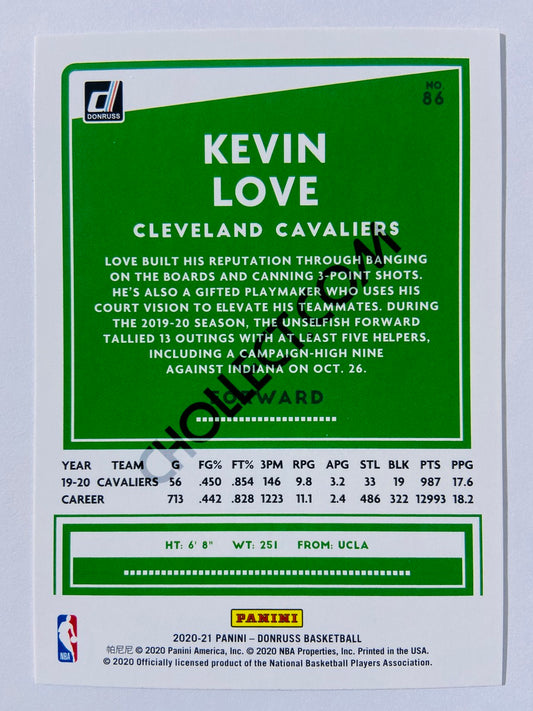 DONRUSS
NO.
86
KEVIN
LOVE
CLEVELAND CAVALIERS
LOVE BUILT HIS REPUTATION THROUGH BANGING
ON THE BOARDS AND CANNING 3-POINT SHOTS.
HE'S ALSO A GIFTED PLAYMAKER WHO USES HIS
COURT VISION TO ELEVATE HIS TEAMMATES. DURING
THE 2019-20 SEASON, THE UNSELFISH FORWARD
TALLIED 13 OUTINGS WITH AT LEAST FIVE HELPERS,
INCLUDING A CAMPAIGN-HIGH NINE
AGAINST INDIANA ON OCT. 26.
FORWARD
CHOLLECT.COM
YEAR TEAM G FG% FT% 3PM RPG APG STL BLK PTS PPG
19-20 CAVALIERS 56 .450 .854 146 9.8 3.2 33 19 987 17.6
CAREER 713 .442 .828 1223 11.1 2.4 486 322 12993 18.2
HT: 6' 8" WT: 251 FROM: UCLA
PANINI
NBA
2020-21 PANINI – DONRUSS BASKETBALL
帕尼尼 © 2020 Panini America, Inc. © 2020 NBA Properties, Inc. Printed in the USA.
© 2020 Officially licensed product of the National Basketball Players Association.